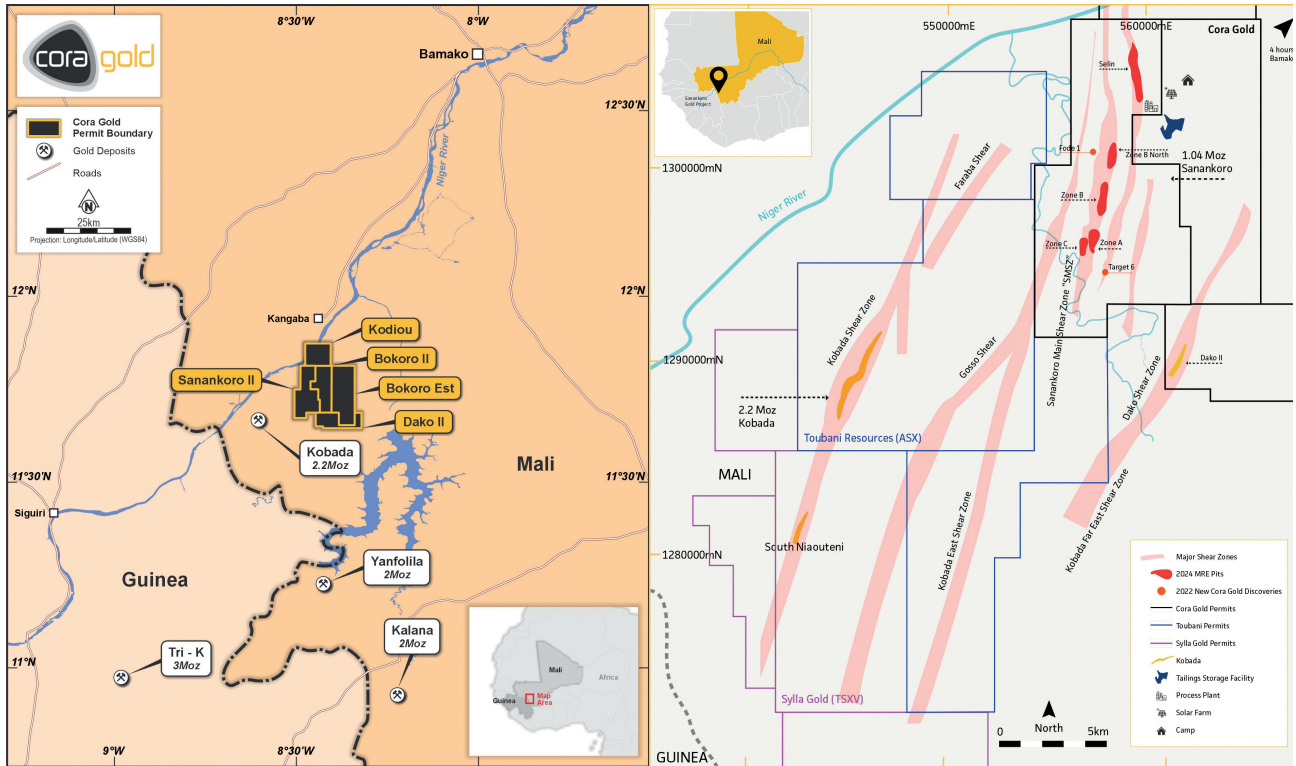 cora gold
Cora Gold
Permit Boundary
Gold Deposits
Roads
N
25km
Projection: Longitude/Latitude (WGS84)
8°30'W
8°W
Bamako
12°30'N
Niger River
12°N
Kangaba
Kodiou
Bokoro II
Sanankoro II
Bokoro Est
Dako II
Kobada
2.2Moz
11°30'N
Mali
Siguiri
Guinea
Yanfolila
2Moz
Kalana
2Moz
Tri - K
3Moz
11°N
9°W
8°30'W
Mali
Africa
Guinea
Map
Area
Mali
Sanankoro
Gold Project
550000mE
560000mE
Cora Gold
4 hours
Bamako
Selin
Fode 1
Zone B North
1.04 Moz
Sanankoro
1300000mN
Faraba Shear
Niger River
Zone B
Zone C
Zone A
Target 6
Sanankoro Main Shear Zone "SMSZ"
Kobada Shear Zone
Gosso Shear
1290000mN
Dako II
Dako Shear Zone
2.2 Moz
Kobada
Toubani Resources (ASX)
MALI
South Niaouteni
1280000mN
Kobada East Shear Zone
Kobada Far East Shear Zone
Sylla Gold (TSXV)
GUINEA
North
0
5km
Major Shear Zones
2024 MRE Pits
2022 New Cora Gold Discoveries
Cora Gold Permits
Toubani Permits
Sylla Gold Permits
Kobada
Tailings Storage Facility
Process Plant
Solar Farm
Camp